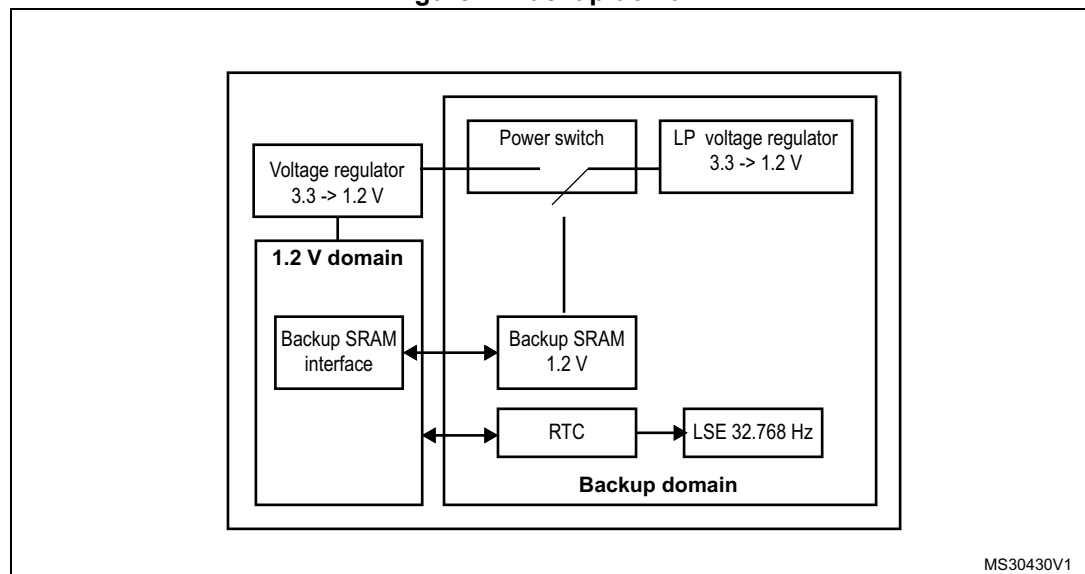 Power switch
LP voltage regulator
3.3 -> 1.2 V
Voltage regulator
3.3 -> 1.2 V
1.2 V domain
Backup SRAM
interface
Backup SRAM
1.2 V
RTC
LSE 32.768 Hz
Backup domain
MS30430V1